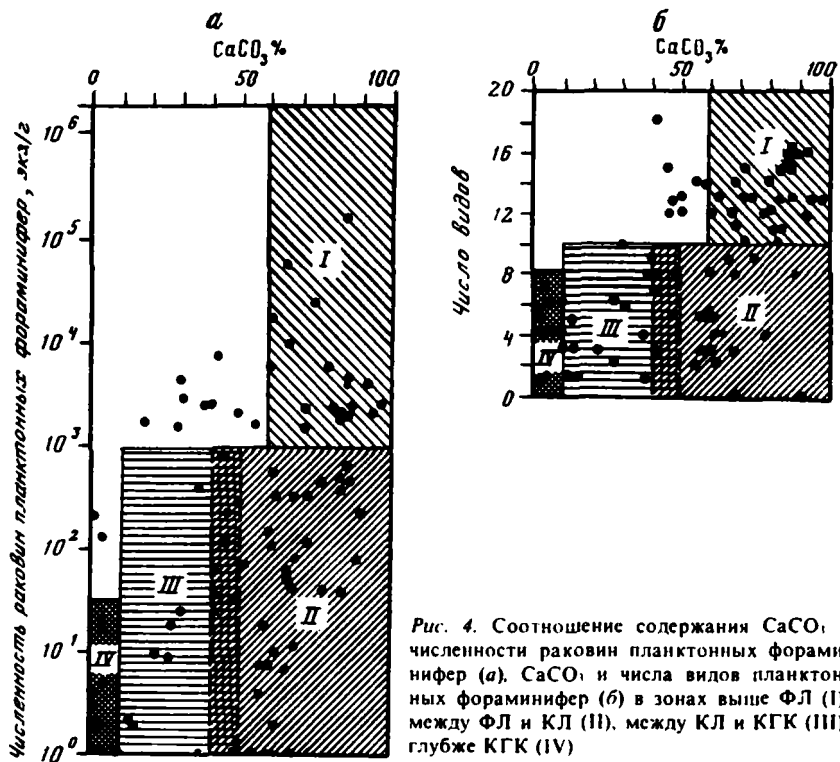 а
CaCO3%
0 50 100
Численность раковин планктонных фораминифер, экз/г
10^6
10^5
10^4
10^3
10^2
10^1
10^0
I
II
III
IV
б
CaCO3%
0 50 100
Число видов
20
16
12
8
4
0
I
II
III
IV
Рис. 4. Соотношение содержания CaCO3
численности раковин планктонных форами-
нифер (а), CaCO3 и числа видов планктон-
ных фораминифер (б) в зонах выше ФЛ (I)
между ФЛ и КЛ (II), между КЛ и КГК (III)
глубже КГК (IV)